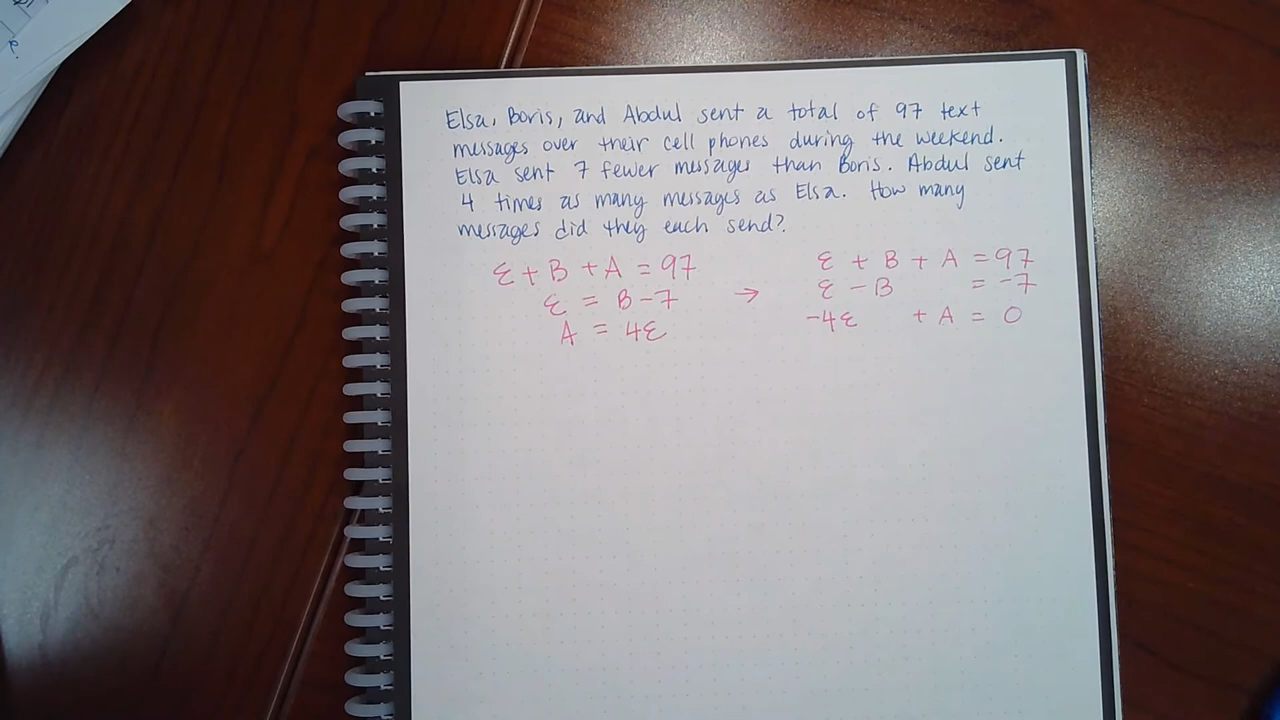 Elsa, Boris, and Abdul sent a total of 97 text
messages over their cell phones during the weekend.
Elsa sent 7 fewer messages than Boris. Abdul sent
4 times as many messages as Elsa. How many
messages did they each send?
E + B + A = 97
E = B - 7
A = 4E
→
E + B + A = 97
E - B = -7
-4E + A = 0